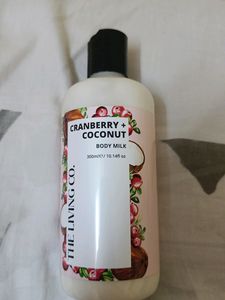 CRANBERRY +
COCONUT
BODY MILK
300ml ℮ / 10.14fl oz
THE LIVING CO.